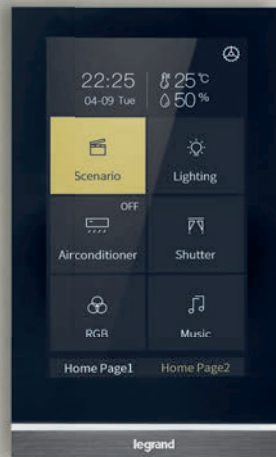 22:25 25℃
04-09 Tue 50%
Scenario Lighting
OFF
Airconditioner Shutter
RGB Music
Home Page1 Home Page2
legrand